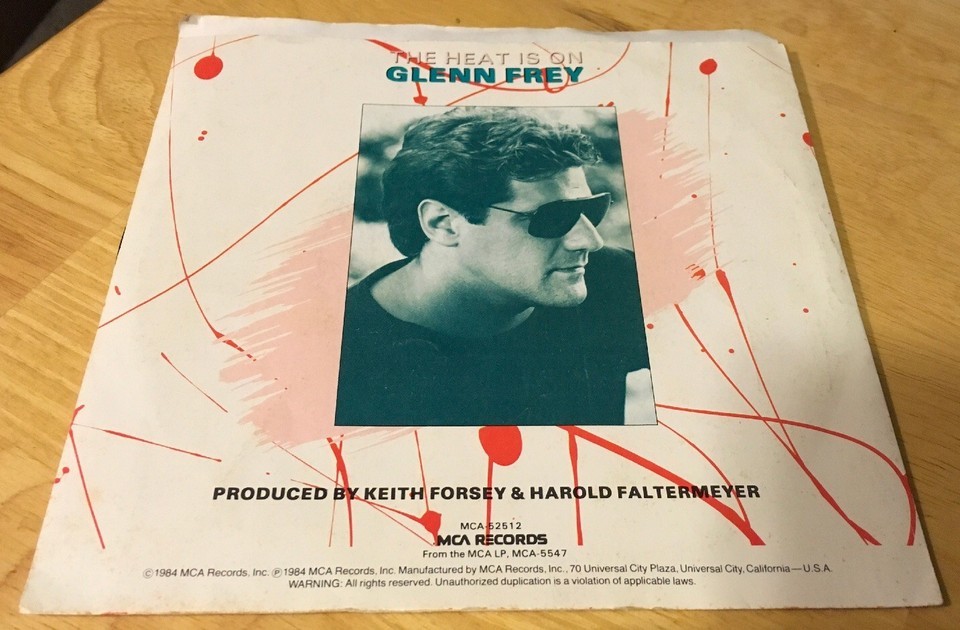 THE HEAT IS ON
GLENN FREY
PRODUCED BY KEITH FORSEY & HAROLD FALTERMEYER
MCA-52512
MCA RECORDS
From the MCA LP, MCA-5547
©1984 MCA Records, Inc. ℗1984 MCA Records, Inc. Manufactured by MCA Records, Inc., 70 Universal City Plaza, Universal City, California—U.S.A.
WARNING: All rights reserved. Unauthorized duplication is a violation of applicable laws.